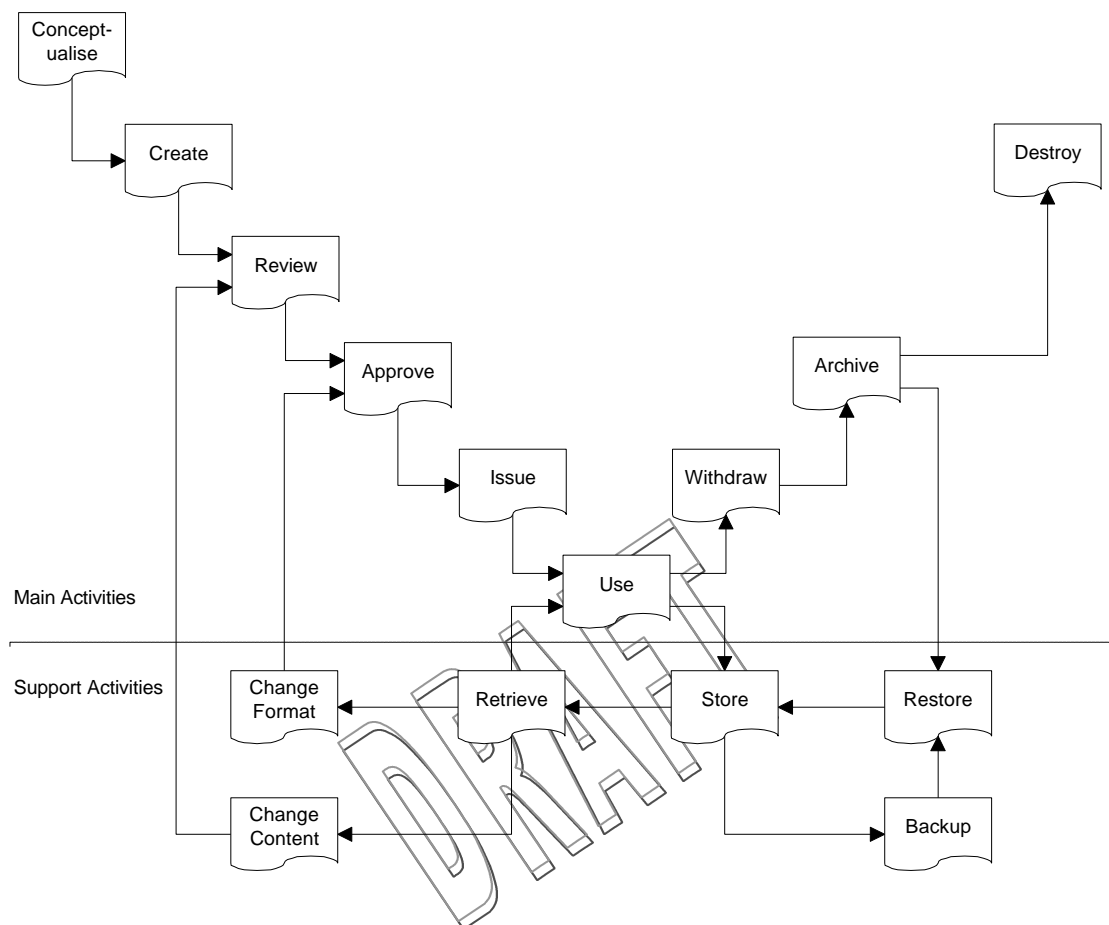 Concept-
ualise
Create
Destroy
Review
Approve
Archive
Issue
Withdraw
Use
Main Activities
Support Activities
Change
Format
Retrieve
Store
Restore
Change
Content
Backup
DRAFT